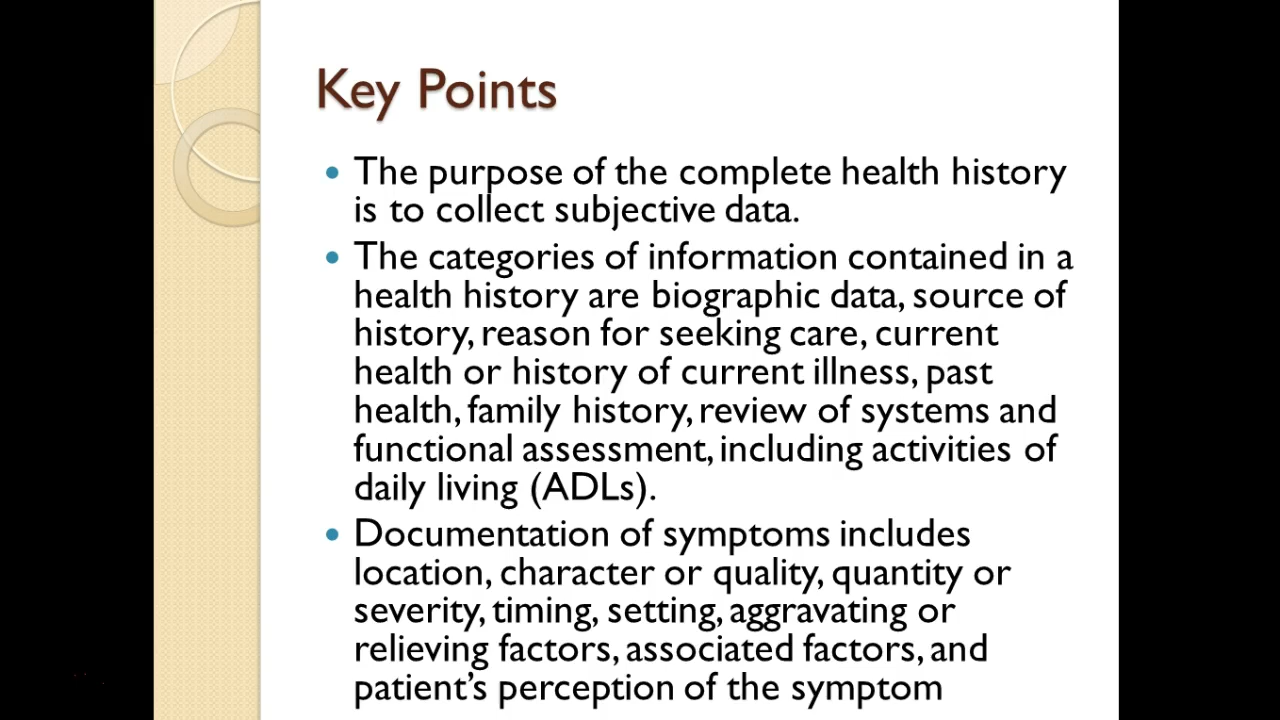 Key Points
The purpose of the complete health history
is to collect subjective data.
The categories of information contained in a
health history are biographic data, source of
history, reason for seeking care, current
health or history of current illness, past
health, family history, review of systems and
functional assessment, including activities of
daily living (ADLs).
Documentation of symptoms includes
location, character or quality, quantity or
severity, timing, setting, aggravating or
relieving factors, associated factors, and
patient’s perception of the symptom